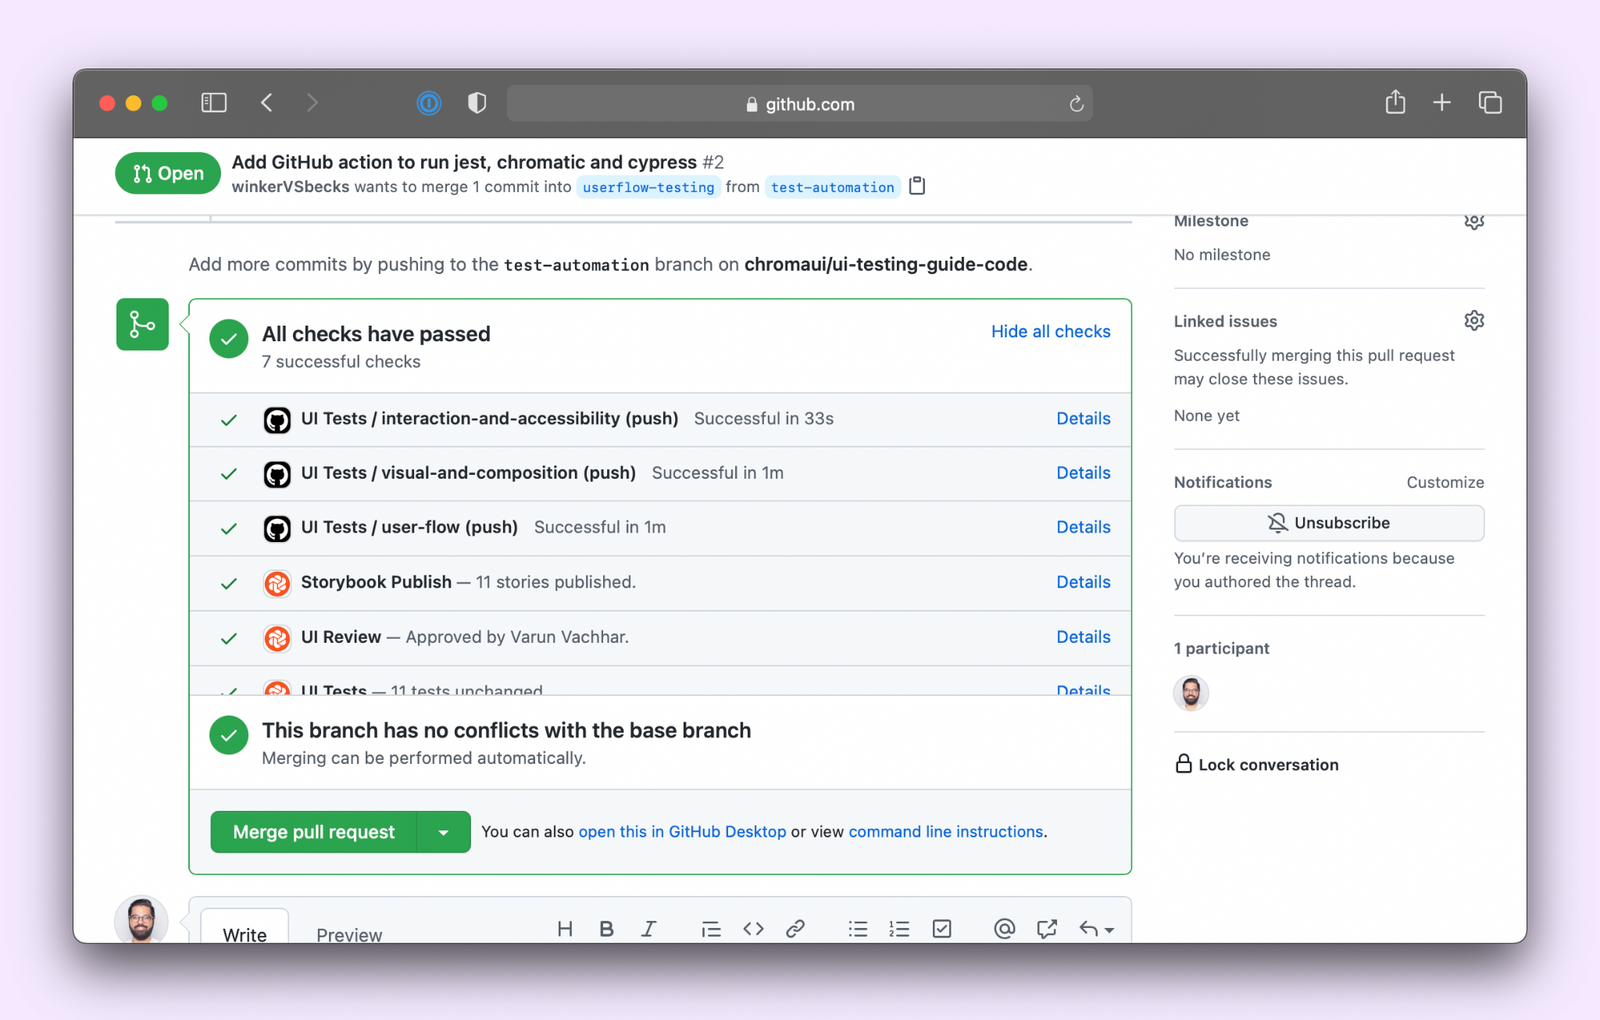 github.com
Open
Add GitHub action to run jest, chromatic and cypress #2
winkerVSbecks wants to merge 1 commit into userflow-testing from test-automation
Add more commits by pushing to the test-automation branch on chromaui/ui-testing-guide-code.
All checks have passed
7 successful checks
Hide all checks
UI Tests / interaction-and-accessibility (push) Successful in 33s Details
UI Tests / visual-and-composition (push) Successful in 1m Details
UI Tests / user-flow (push) Successful in 1m Details
Storybook Publish — 11 stories published. Details
UI Review — Approved by Varun Vachhar. Details
UI Tests — 11 tests unchanged Details
This branch has no conflicts with the base branch
Merging can be performed automatically.
Merge pull request
You can also open this in GitHub Desktop or view command line instructions.
Write Preview
Milestone
No milestone
Linked issues
Successfully merging this pull request
may close these issues.
None yet
Notifications Customize
Unsubscribe
You're receiving notifications because
you authored the thread.
1 participant
Lock conversation